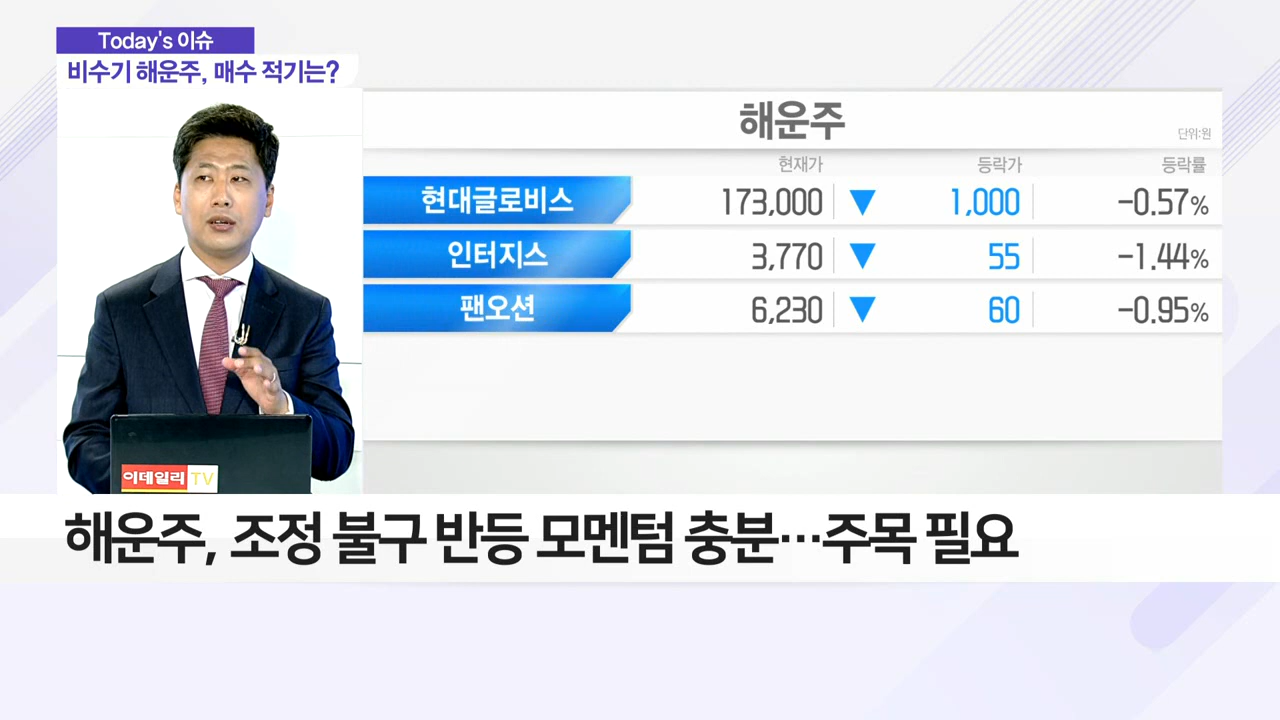 Today's 이슈
비수기 해운주, 매수 적기는?
해운주
단위:원
현재가 등락가 등락률
현대글로비스 173,000 ▼ 1,000 -0.57%
인터지스 3,770 ▼ 55 -1.44%
팬오션 6,230 ▼ 60 -0.95%
이데일리 TV
해운주, 조정 불구 반등 모멘텀 충분…주목 필요